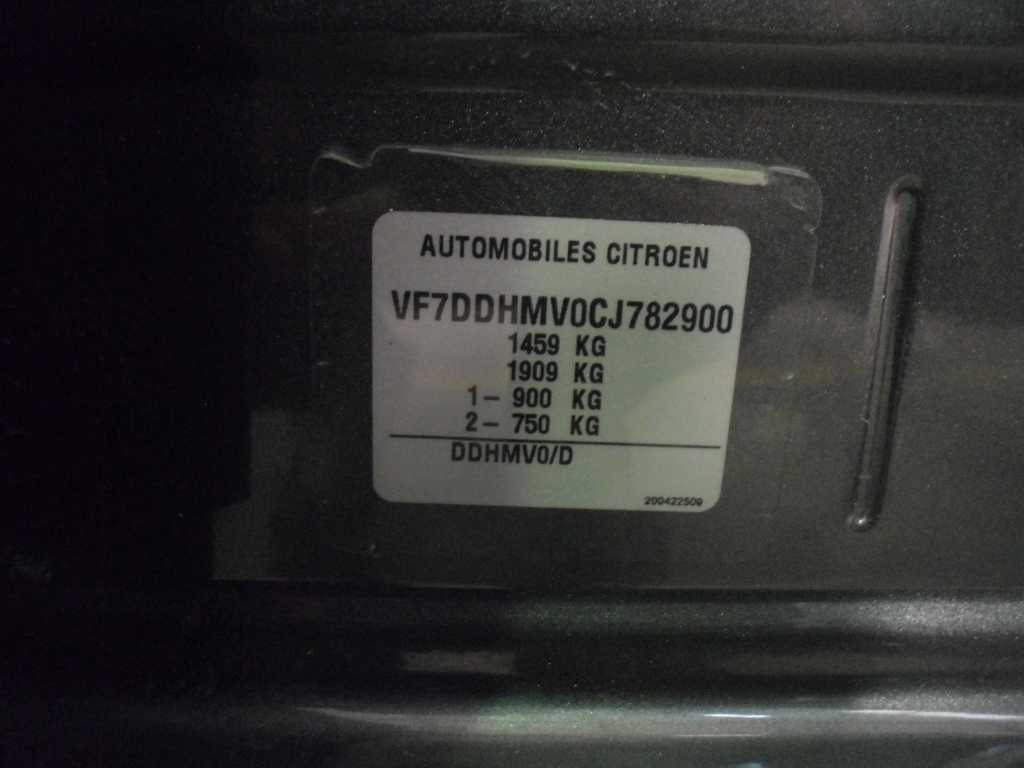 AUTOMOBILES CITROEN
VF7DDHMV0CJ782900
1459 KG
1909 KG
1- 900 KG
2- 750 KG
DDHMV0/D
200422509